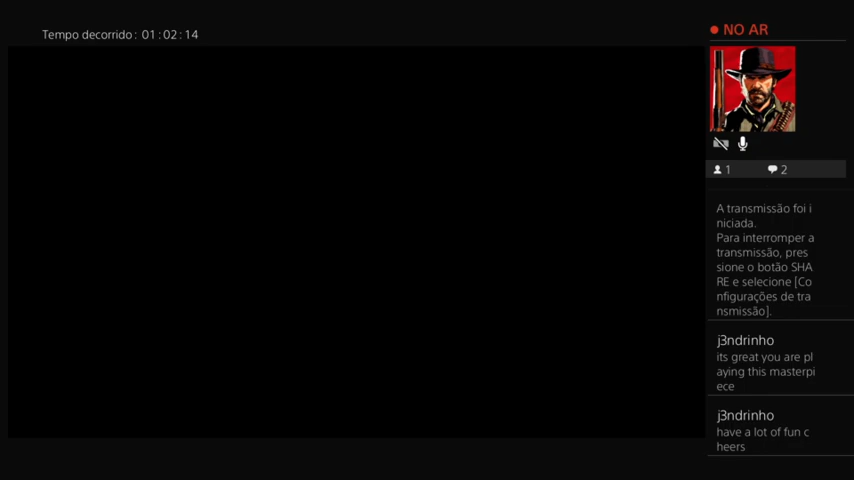 Tempo decorrido: 01:02:14
NO AR
1
2
A transmissão foi i
niciada.
Para interromper a
transmissão, pres
sione o botão SHA
RE e selecione [Co
nfigurações de tra
nsmissão].
j3ndrinho
its great you are pl
aying this masterpi
ece
j3ndrinho
have a lot of fun c
heers